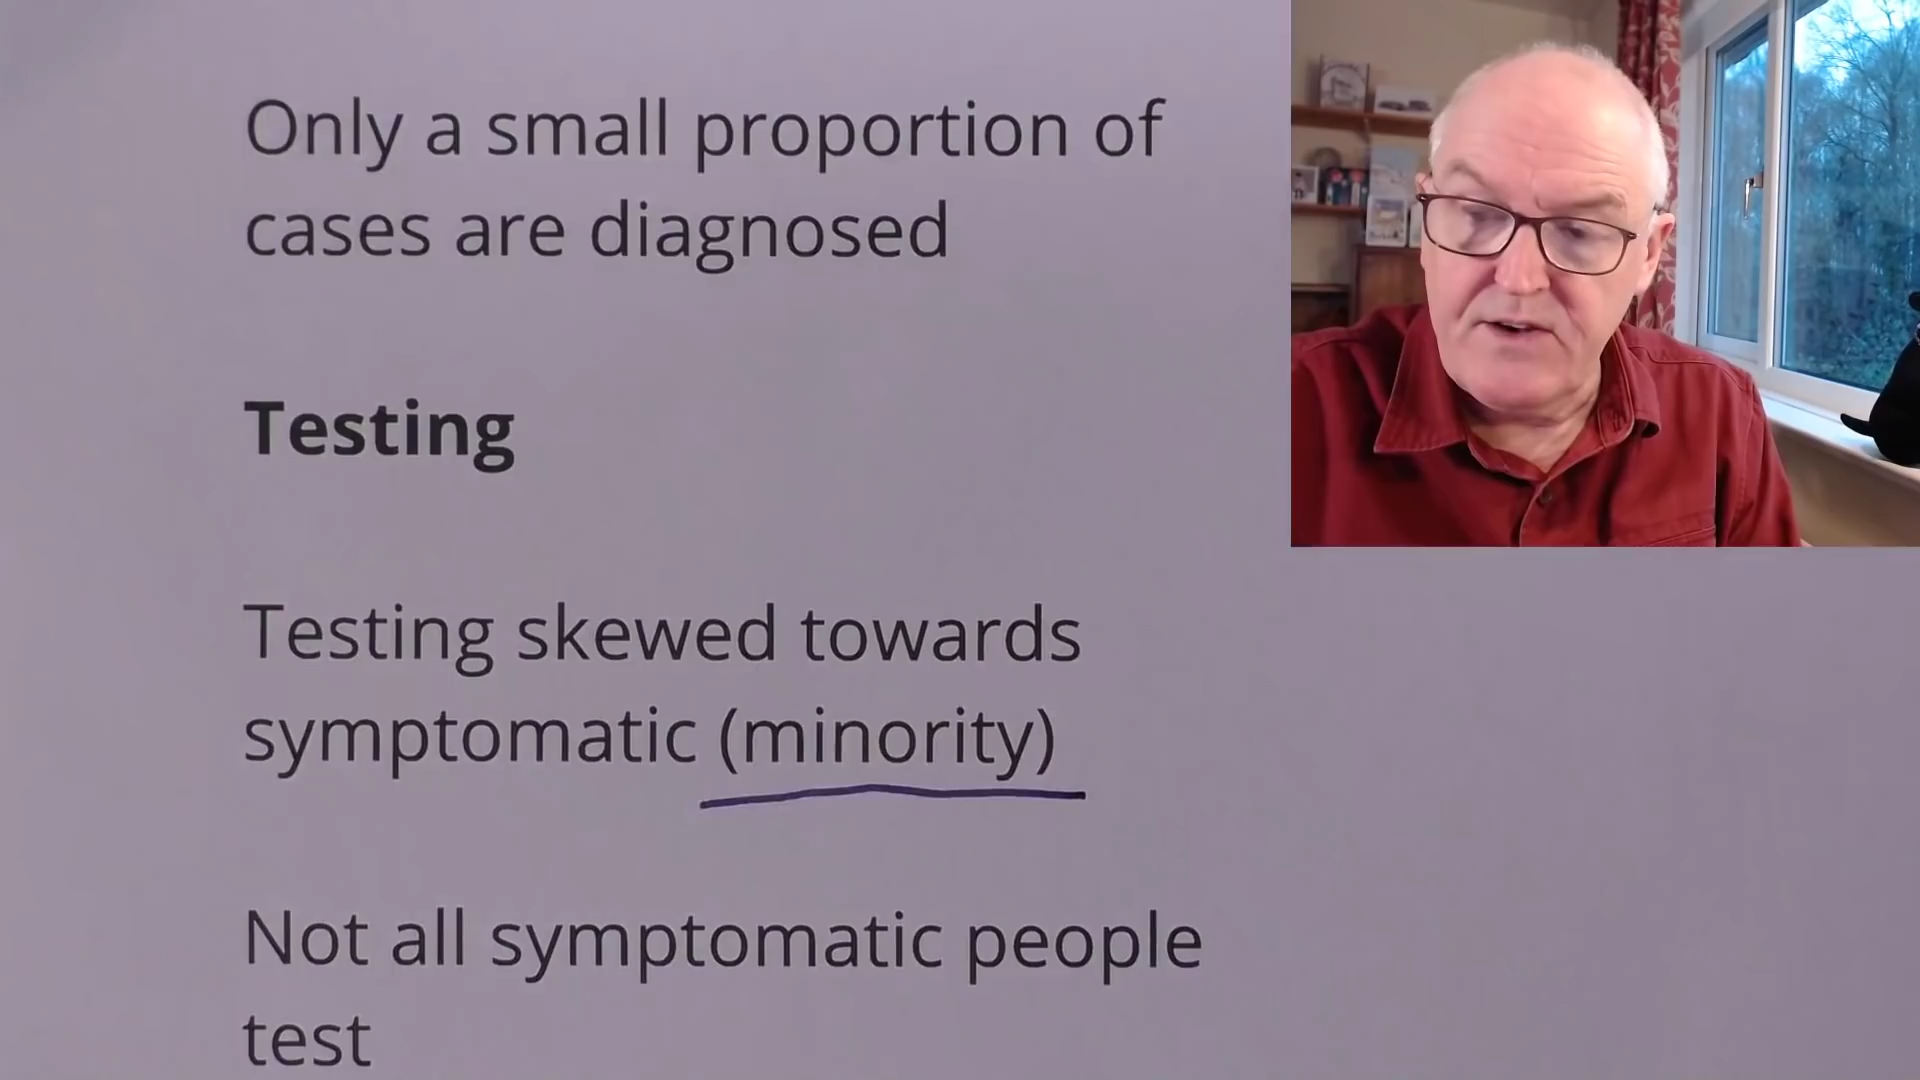 Only a small proportion of
cases are diagnosed
Testing
Testing skewed towards
symptomatic (minority)
Not all symptomatic people
test